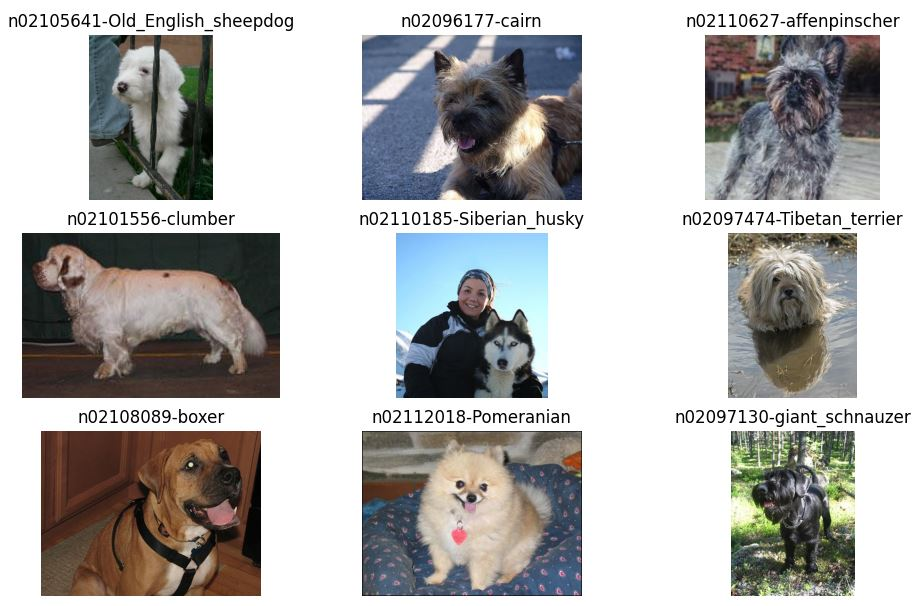 n02105641-Old_English_sheepdog
n02096177-cairn
n02110627-affenpinscher
n02101556-clumber
n02110185-Siberian_husky
n02097474-Tibetan_terrier
n02108089-boxer
n02112018-Pomeranian
n02097130-giant_schnauzer